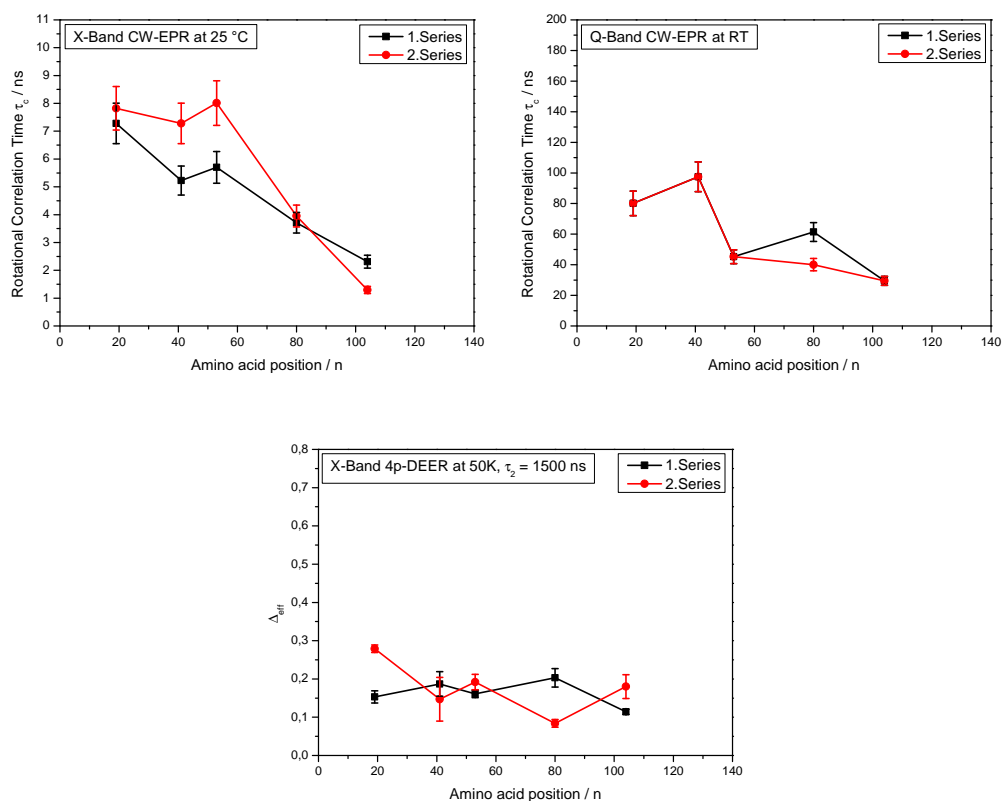 X-Band CW-EPR at 25 °C
1.Series
2.Series
Rotational Correlation Time τc / ns
11
10
9
8
7
6
5
4
3
2
1
0
0 20 40 60 80 100 120 140
Amino acid position / n
Q-Band CW-EPR at RT
1.Series
2.Series
Rotational Correlation Time τc / ns
200
180
160
140
120
100
80
60
40
20
0
0 20 40 60 80 100 120 140
Amino acid position / n
X-Band 4p-DEER at 50K, τ2 = 1500 ns
1.Series
2.Series
Δeff
0,8
0,7
0,6
0,5
0,4
0,3
0,2
0,1
0,0
0 20 40 60 80 100 120 140
Amino acid position / n